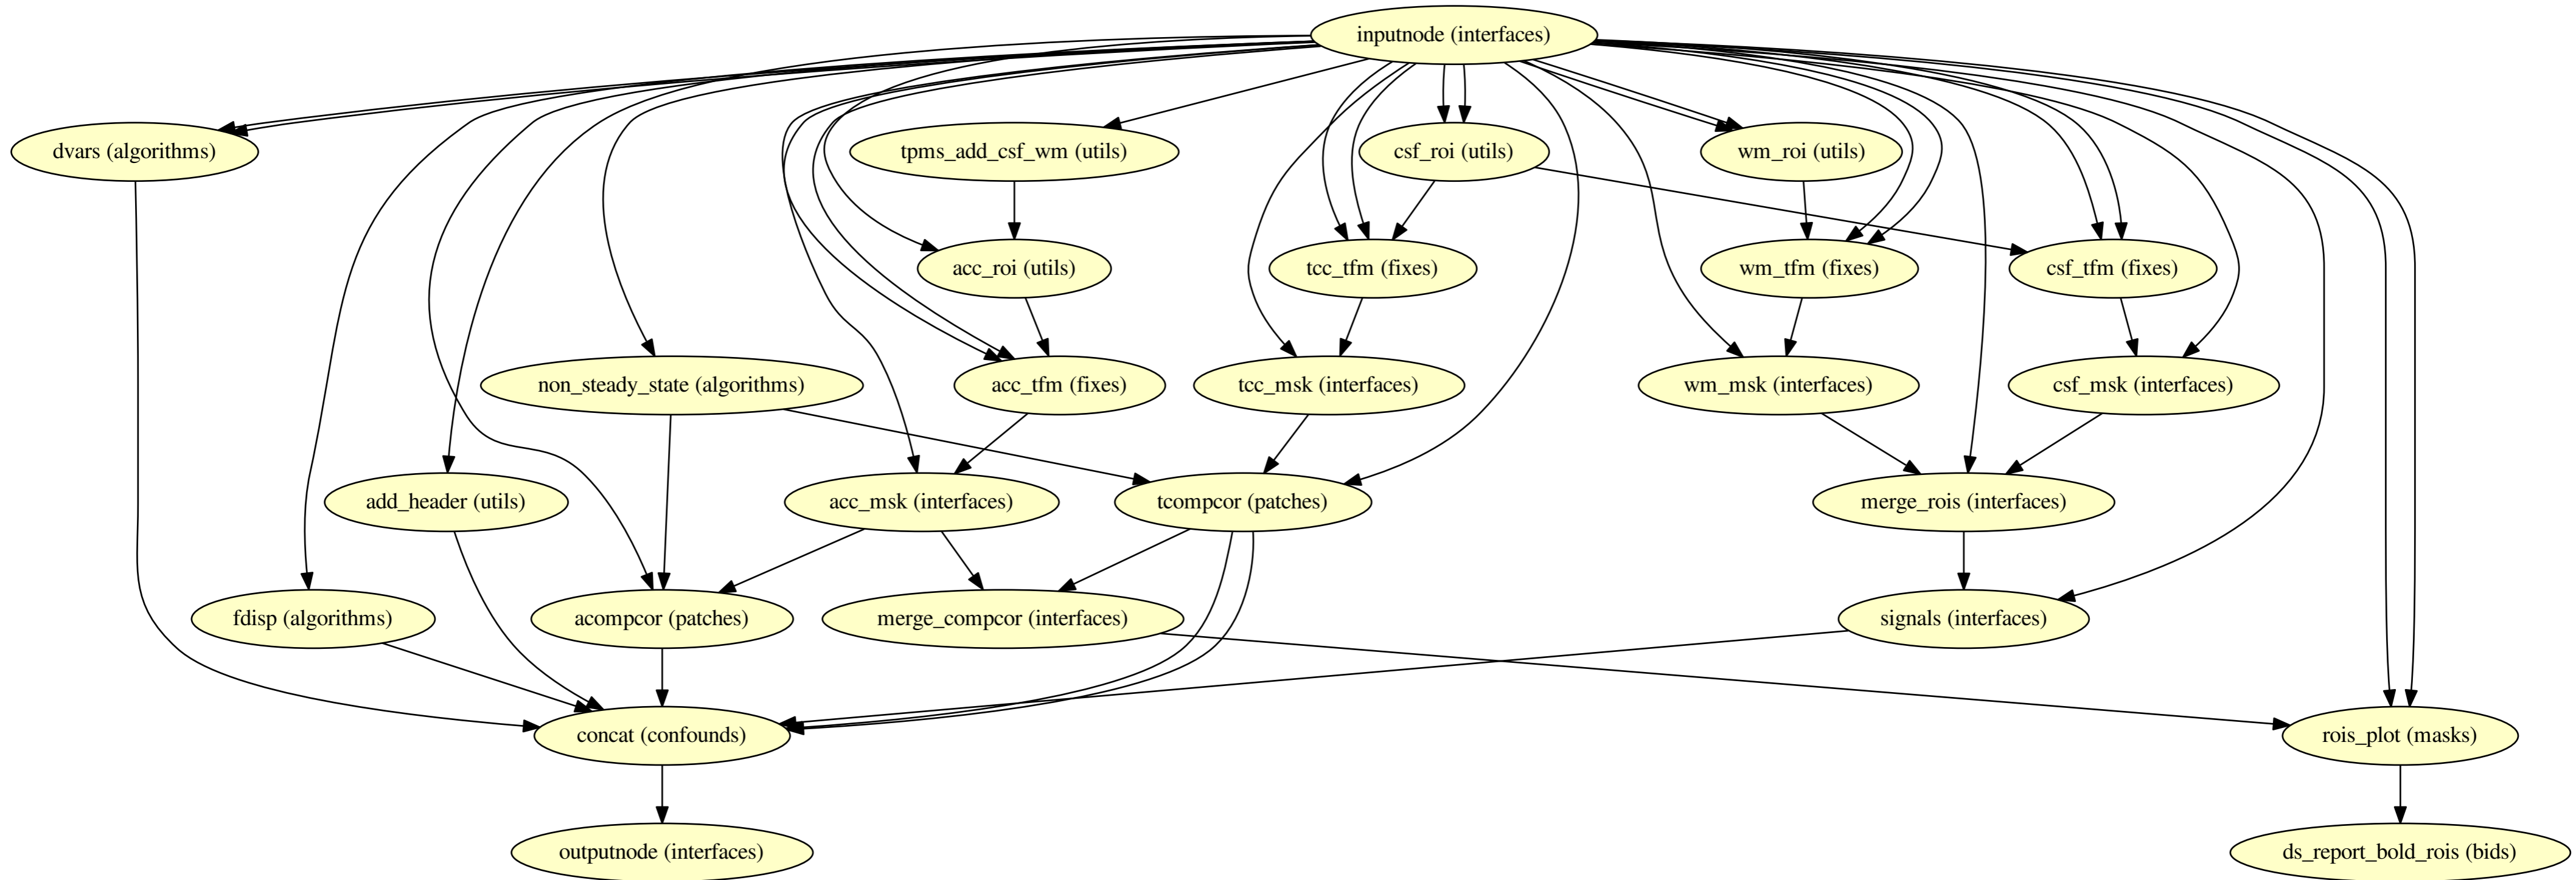 inputnode (interfaces)
dvars (algorithms)
tpms_add_csf_wm (utils)
csf_roi (utils)
wm_roi (utils)
acc_roi (utils)
tcc_tfm (fixes)
wm_tfm (fixes)
csf_tfm (fixes)
non_steady_state (algorithms)
acc_tfm (fixes)
tcc_msk (interfaces)
wm_msk (interfaces)
csf_msk (interfaces)
add_header (utils)
acc_msk (interfaces)
tcompcor (patches)
merge_rois (interfaces)
fdisp (algorithms)
acompcor (patches)
merge_compcor (interfaces)
signals (interfaces)
concat (confounds)
rois_plot (masks)
outputnode (interfaces)
ds_report_bold_rois (bids)